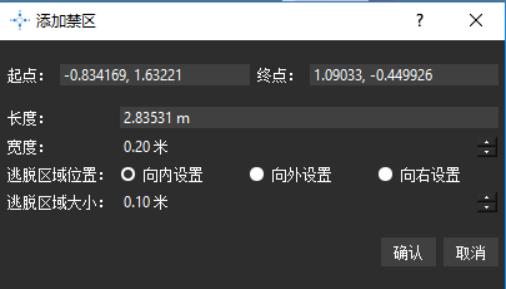 添加禁区 ?
起点： -0.834169, 1.63221 终点： 1.09033, -0.449926
长度： 2.83531 m
宽度： 0.20 米
逃脱区域位置： 向内设置 向外设置 向右设置
逃脱区域大小： 0.10 米
确认 取消